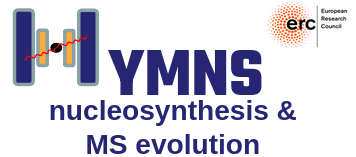 erc
European
Research
Council
HYMNS
nucleosynthesis &
MS evolution